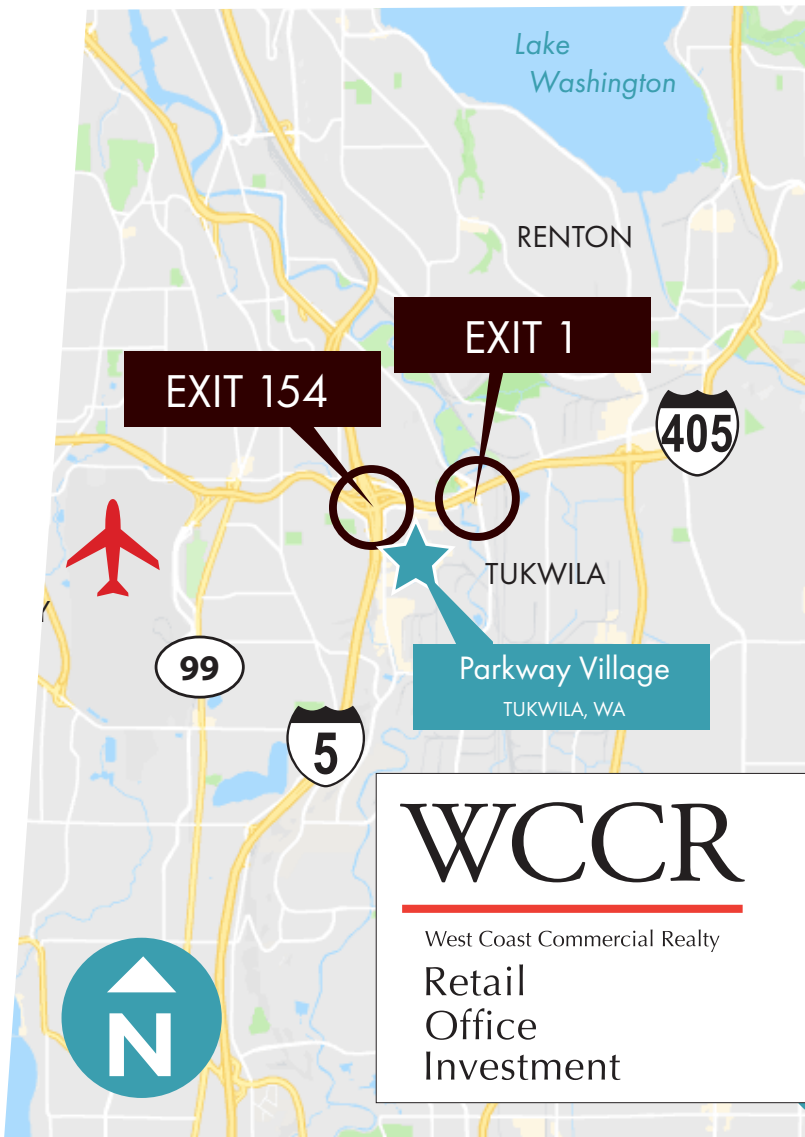 Lake
Washington
RENTON
EXIT 1
EXIT 154
405
TUKWILA
Y
99
Parkway Village
TUKWILA, WA
5
WCCR
West Coast Commercial Realty
Retail
Office
Investment
N